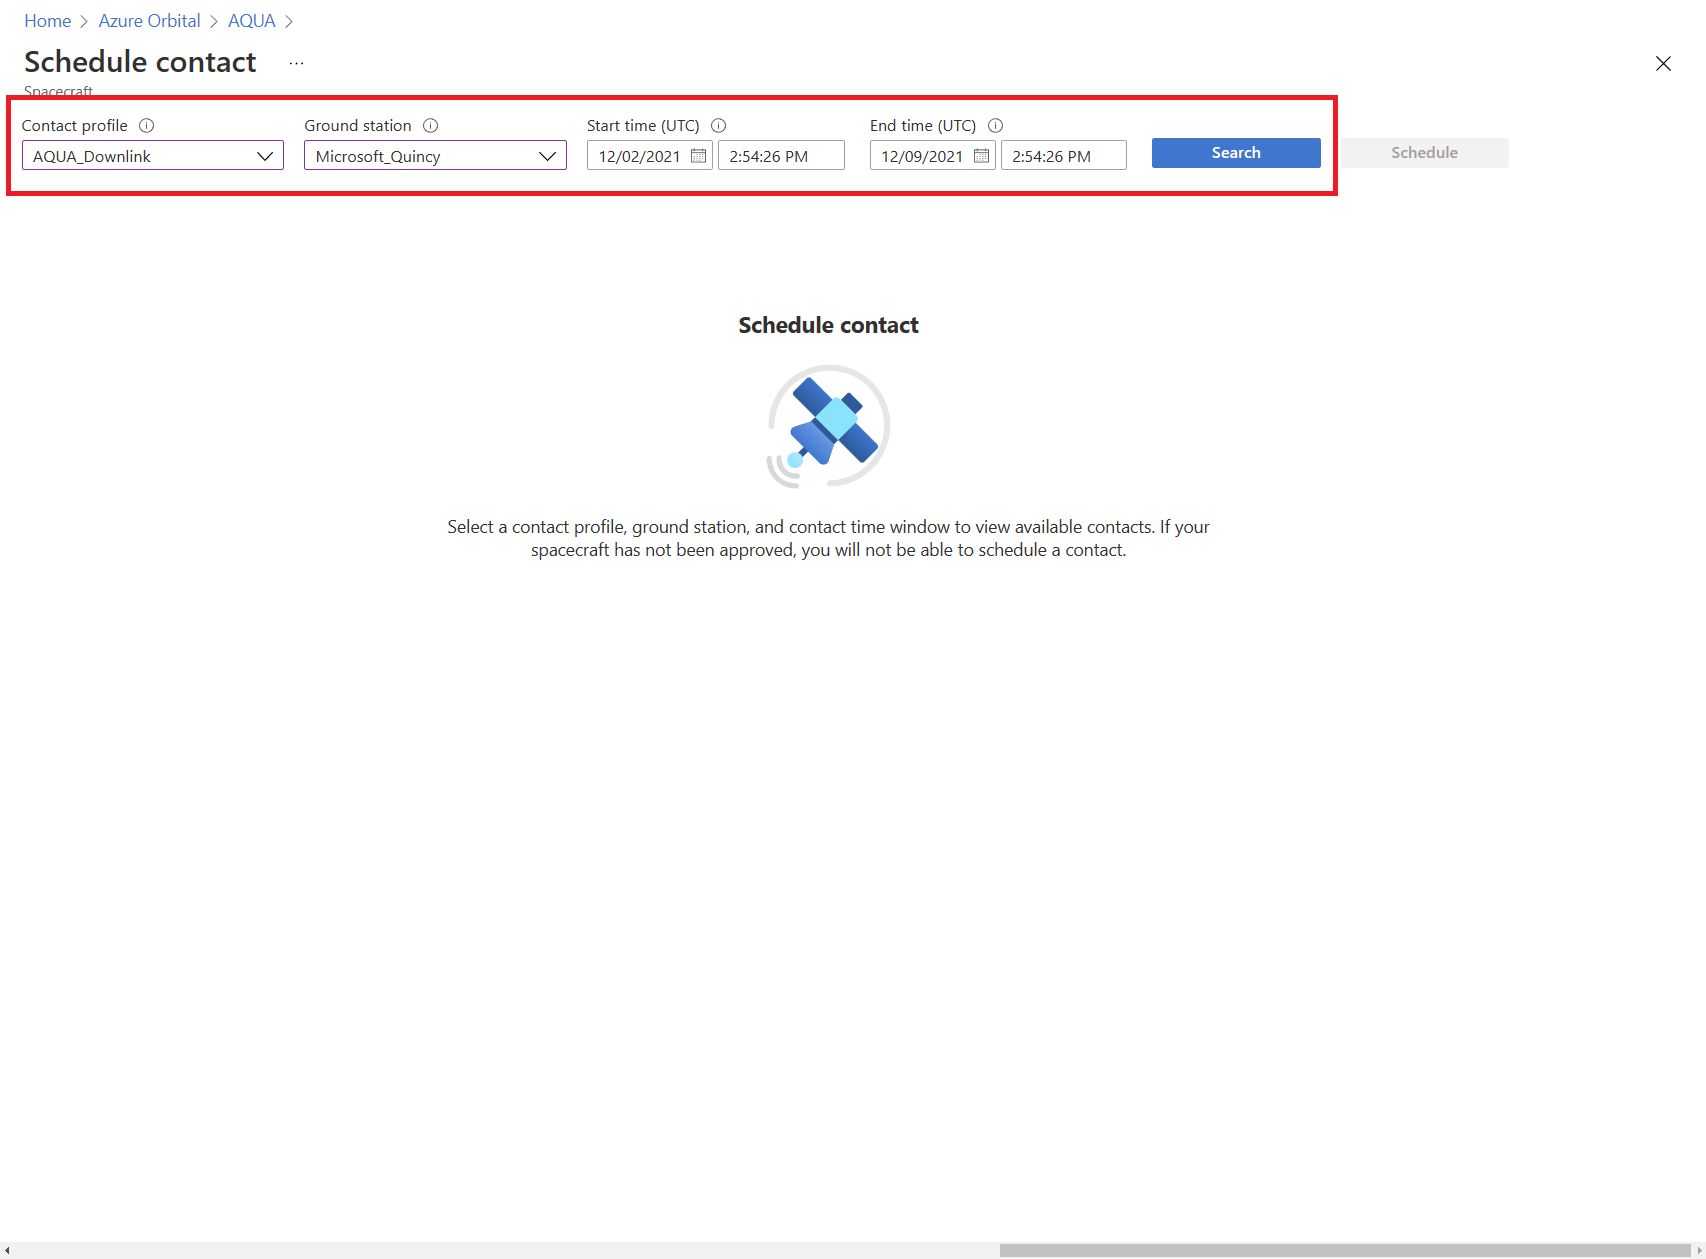 Home > Azure Orbital > AQUA >
Schedule contact ...
Spacecraft
Contact profile Ground station Start time (UTC) End time (UTC)
AQUA_Downlink Microsoft_Quincy 12/02/2021 2:54:26 PM 12/09/2021 2:54:26 PM Search Schedule
Schedule contact
Select a contact profile, ground station, and contact time window to view available contacts. If your
spacecraft has not been approved, you will not be able to schedule a contact.